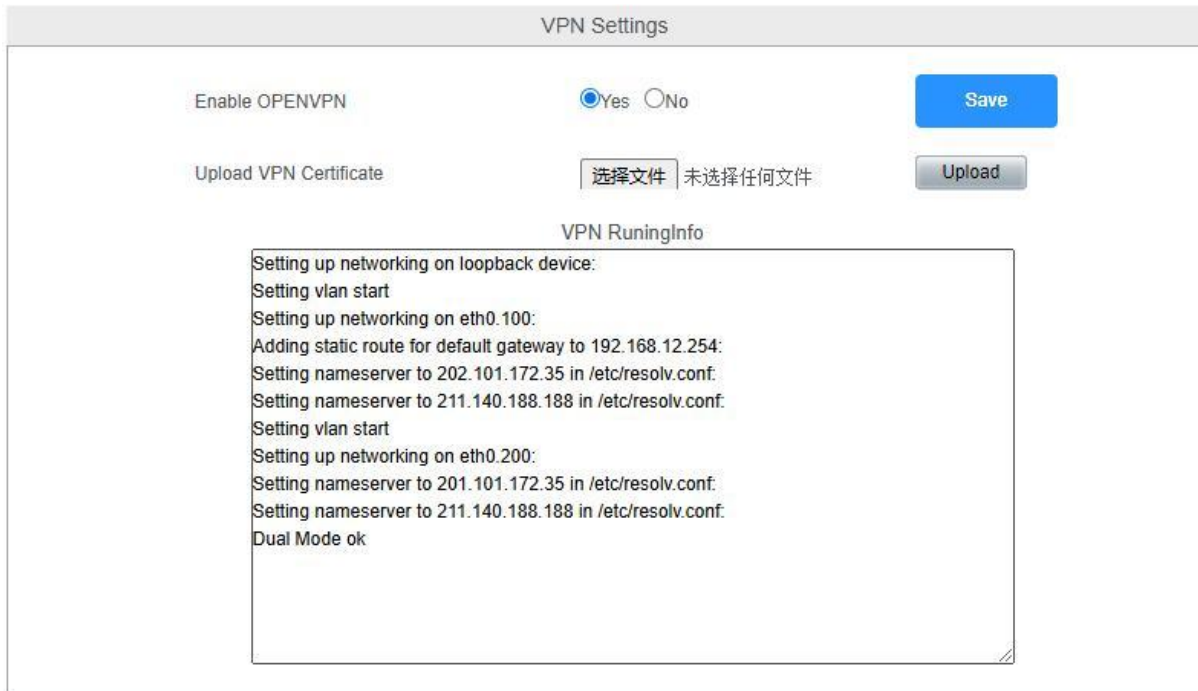 VPN Settings
Enable OPENVPN Yes No Save
Upload VPN Certificate 选择文件 未选择任何文件 Upload
VPN RuningInfo
Setting up networking on loopback device:
Setting vlan start
Setting up networking on eth0.100:
Adding static route for default gateway to 192.168.12.254:
Setting nameserver to 202.101.172.35 in /etc/resolv.conf:
Setting nameserver to 211.140.188.188 in /etc/resolv.conf:
Setting vlan start
Setting up networking on eth0.200:
Setting nameserver to 201.101.172.35 in /etc/resolv.conf:
Setting nameserver to 211.140.188.188 in /etc/resolv.conf:
Dual Mode ok